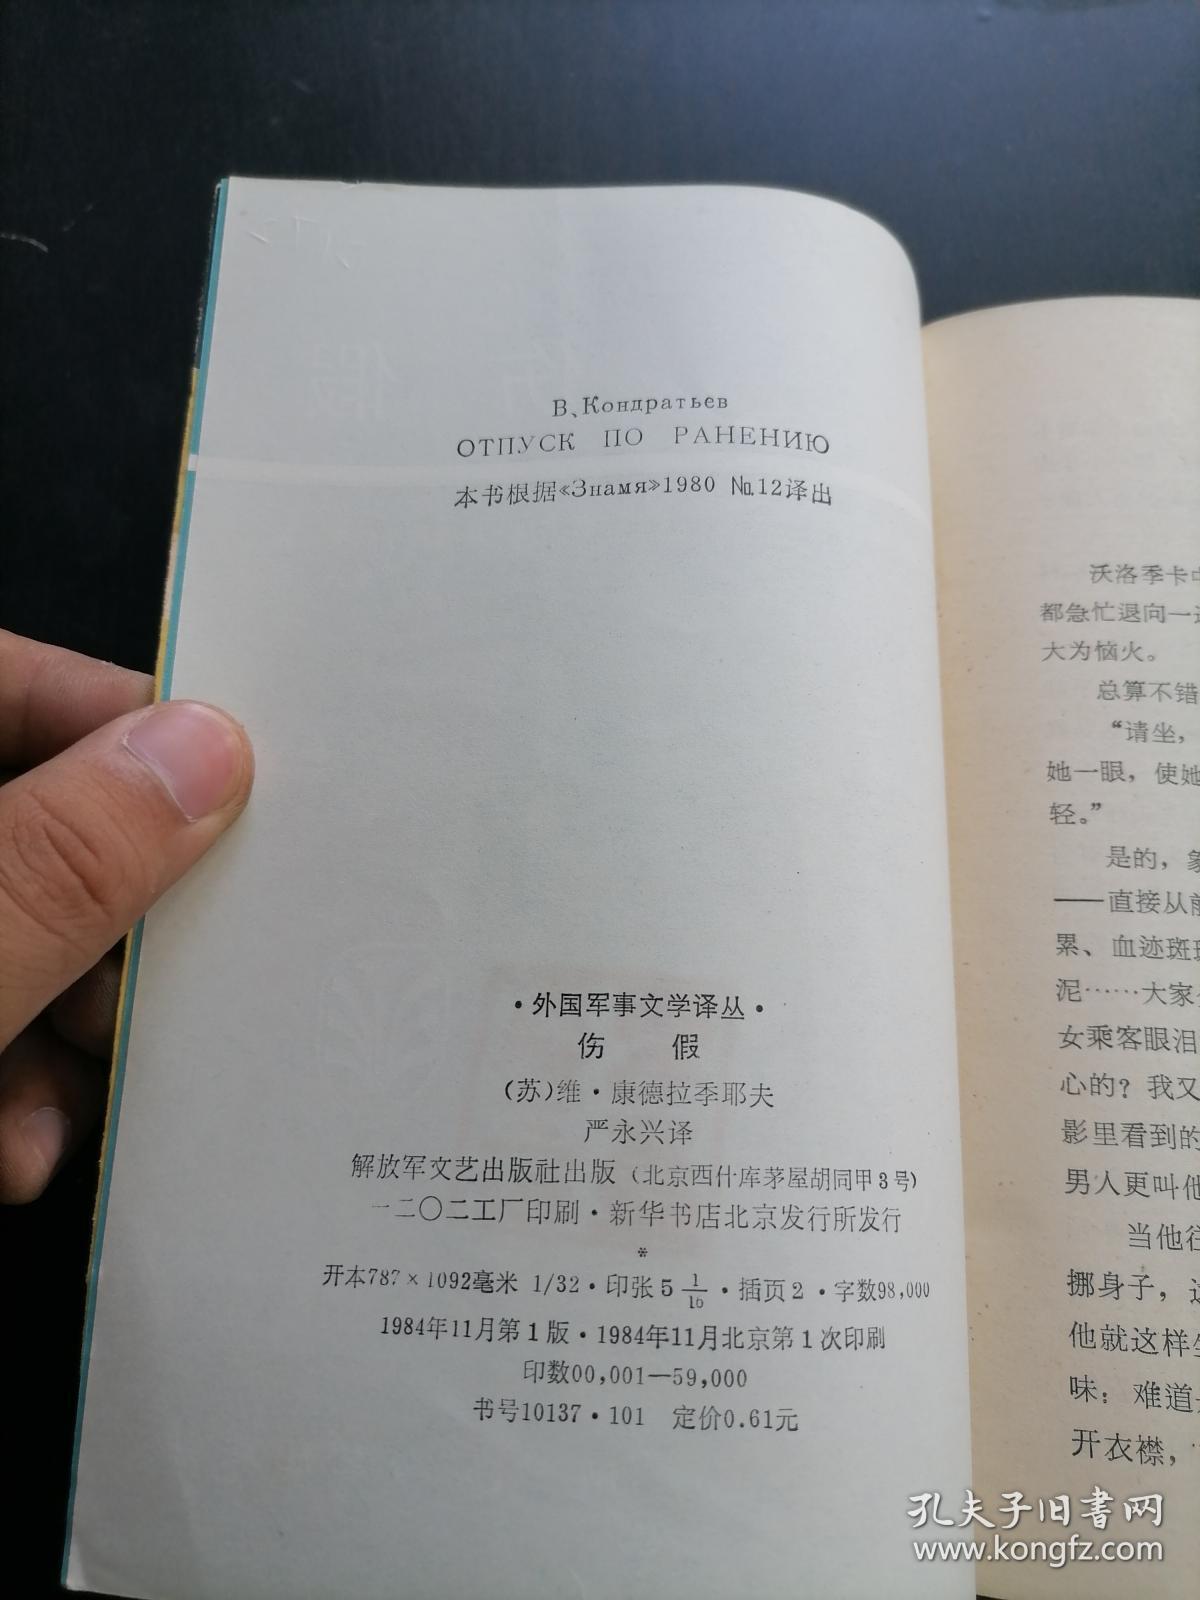 В、Кондратьев
ОТПУСК ПО РАНЕНИЮ
本书根据《Знамя》1980 №12译出
·外国军事文学译丛·
伤 假
(苏)维·康德拉季耶夫
严永兴译
解放军文艺出版社出版(北京西什库茅屋胡同甲3号)
一二〇二工厂印刷·新华书店北京发行所发行
*
开本787×1092毫米 1/32·印张5 1/16·插页2·字数98,000
1984年11月第1版·1984年11月北京第1次印刷
印数00,001—59,000
书号10137·101 定价0.61元
沃洛季卡中
都急忙退向一
大为恼火。
总算不错
“请坐,
她一眼,使她
轻。”
是的,象
——直接从前
累、血迹斑斑
泥……大家
女乘客眼泪
心的?我又
影里看到的
男人更叫他
当他往
挪身子,这
他就这样坐
味:难道
开衣襟,
孔夫子旧书网
www.kongfz.com